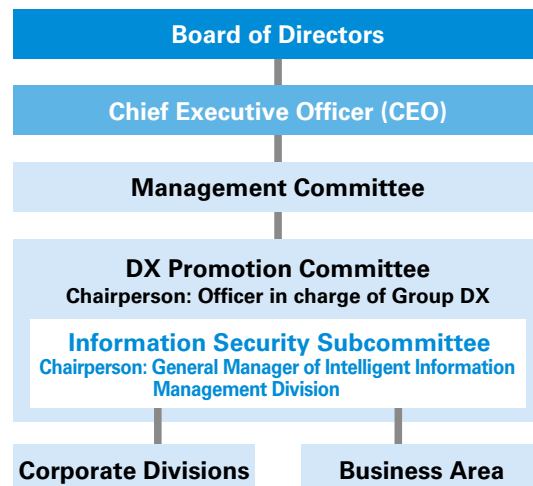 Board of Directors
Chief Executive Officer (CEO)
Management Committee
DX Promotion Committee
Chairperson: Officer in charge of Group DX
Information Security Subcommittee
Chairperson: General Manager of Intelligent Information
Management Division
Corporate Divisions
Business Area